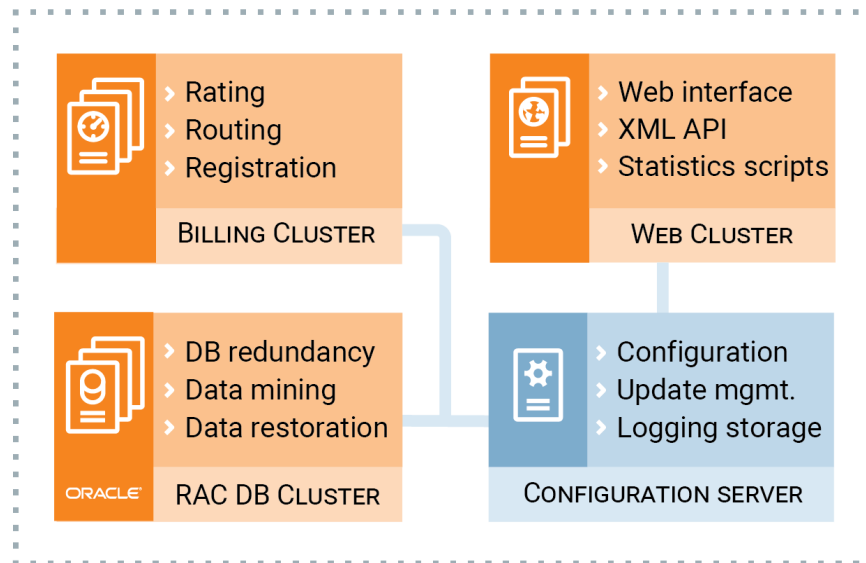 Rating
Routing
Registration
BILLING CLUSTER
Web interface
XML API
Statistics scripts
WEB CLUSTER
DB redundancy
Data mining
Data restoration
ORACLE
RAC DB CLUSTER
Configuration
Update mgmt.
Logging storage
CONFIGURATION SERVER